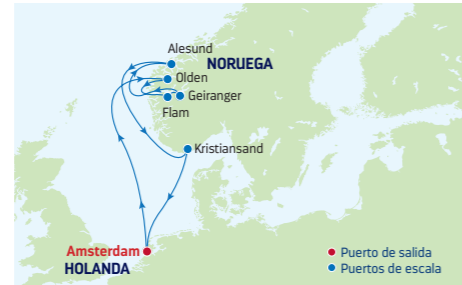 Alesund
NORUEGA
Olden
Geiranger
Flam
Kristiansand
Amsterdam
HOLANDA
Puerto de salida
Puertos de escala